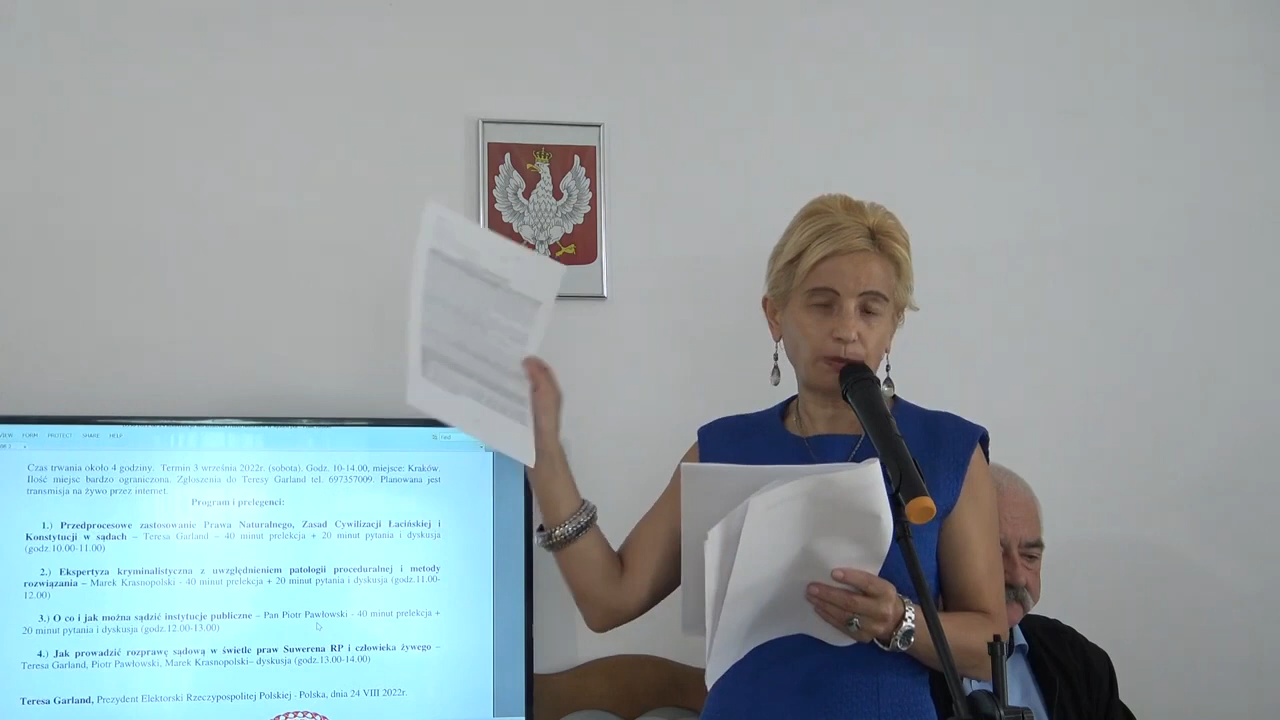 VIEW FORM PROTECT SHARE HELP
Find
Czas trwania około 4 godziny. Termin 3 września 2022r. (sobota). Godz. 10-14.00, miejsce: Kraków.
Ilość miejsc bardzo ograniczona. Zgłoszenia do Teresy Garland tel. 697357009. Planowana jest
transmisja na żywo przez internet.
Program i prelegenci:
1.) Przedprocesowe zastosowanie Prawa Naturalnego, Zasad Cywilizacji Łacińskiej i
Konstytucji w sądach – Teresa Garland – 40 minut prelekcja + 20 minut pytania i dyskusja
(godz.10.00-11.00)
2.) Ekspertyza kryminalistyczna z uwzględnieniem patologii proceduralnej i metody
rozwiązania – Marek Krasnopolski - 40 minut prelekcja + 20 minut pytania i dyskusja (godz.11.00-
12.00)
3.) O co i jak można sądzić instytucje publiczne – Pan Piotr Pawłowski - 40 minut prelekcja +
20 minut pytania i dyskusja (godz.12.00-13.00)
4.) Jak prowadzić rozprawę sądową w świetle praw Suwerena RP i człowieka żywego –
Teresa Garland, Piotr Pawłowski, Marek Krasnopolski– dyskusja (godz.13.00-14.00)
Teresa Garland, Prezydent Elektorski Rzeczypospolitej Polskiej - Polska, dnia 24 VIII 2022r.